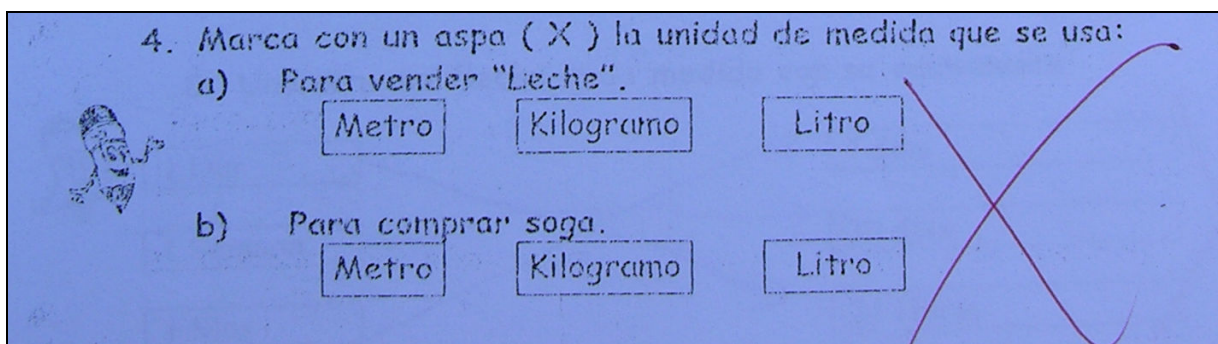 4. Marca con un aspa ( X ) la unidad de medida que se usa:
a) Para vender "Leche".
Metro Kilogramo Litro
b) Para comprar soga.
Metro Kilogramo Litro